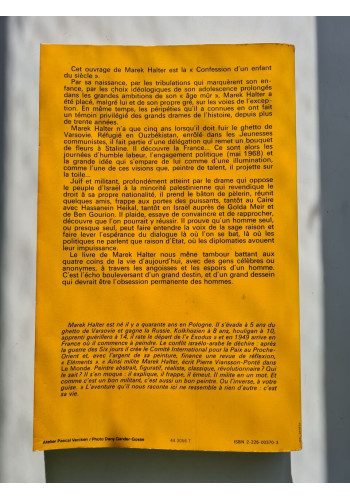 Cet ouvrage de Marek Halter est la « Confession d'un enfant
du siècle ».
Par sa naissance, par les tribulations qui marquèrent son en-
fance, par les choix idéologiques de son adolescence prolongés
dans les grandes ambitions de son « âge mûr », Marek Halter a
été placé, malgré lui et de son propre gré, sur les voies de l'excep-
tion. En même temps, les péripéties qu'il a connues en ont fait
un témoin privilégié des grands drames de l'histoire, depuis plus
de trente années.
Marek Halter n'a que cinq ans lorsqu'il doit fuir le ghetto de
Varsovie. Réfugié en Ouzbékistan, enrôlé dans les Jeunesses
communistes, il fait partie d'une délégation qui remet un bouquet
de fleurs à Staline. Il découvre la France... Ce sont alors les
journées d'humble labeur, l'engagement politique (mai 1968) et
la grande idée qui s'empare de lui comme d'une illumination,
comme l'une de ces visions que, peintre de talent, il projette sur
la toile...
Juif et militant, profondément atteint par le drame qui oppose
le peuple d'Israël à la minorité palestinienne qui revendique le
droit à sa propre nationalité, il prend le bâton de pèlerin, réunit
quelques amis, frappe aux portes des puissants, tantôt au Caire
avec Hassanein Heikal, tantôt en Israël auprès de Golda Meir et
de Ben Gourion. Il plaide, essaye de convaincre et de rapprocher,
découvre que l'on pourrait y réussir. Il prouve qu'un homme seul,
ou presque seul, peut faire entendre la voix de la sage raison et
faire lever l'espérance du dialogue là où l'on se bat, là où les
politiques ne parlent que raison d'Etat, où les diplomaties avouent
leur impuissance.
Le livre de Marek Halter nous mène tambour battant aux
quatre coins de la vie d'aujourd'hui, avec des gens célèbres ou
anonymes, à travers les angoisses et les espoirs d'un homme.
C'est l'écho bouleversant d'un grand destin, et d'un grand dessein
qui devrait être l'obsession permanente des hommes.
Marek Halter est né il y a quarante ans en Pologne. Il s'évade à 5 ans du
ghetto de Varsovie et gagne la Russie. Kolkhozien à 8 ans, houligan à 10,
apprenti guérillero à 14, il rate le départ de l'« Exodus » et en 1949 arrive en
France où il commence à peindre. Le conflit israélo-arabe le déchire : après
la guerre des Six jours il crée le Comité International pour la Paix au Proche-
Orient et, avec l'argent de sa peinture, finance une revue de réflexion,
« Eléments ». « Ainsi milite Marek Halter, écrit Pierre Viansson-Ponté dans
Le Monde. Peintre abstrait, figuratif, réaliste, classique, révolutionnaire ? Qui
le sait ? Il s'en moque : il explique, il frappe, il émeut. Il milite en un mot. Et
comme c'est un bon militant, c'est aussi un bon peintre. Ou l'inverse, à votre
guise. » L'aventure qu'il nous raconte ici ne ressemble à rien d'autre : c'est
sa vie.